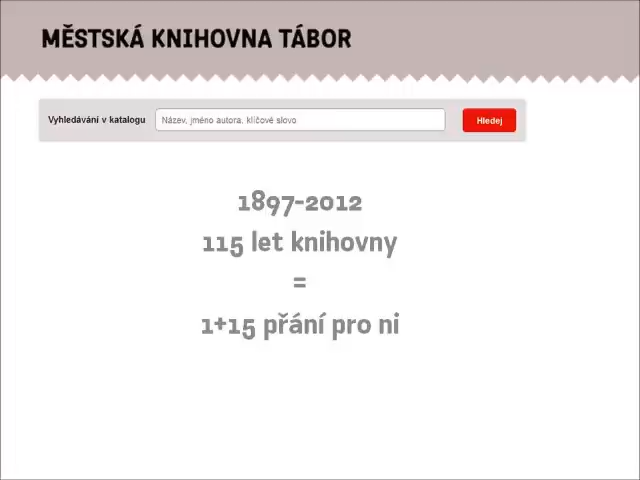 MĚSTSKÁ KNIHOVNA TÁBOR
Vyhledávání v katalogu
Název, jméno autora, klíčové slovo
Hledej
1897-2012
115 let knihovny
=
1+15 přání pro ni